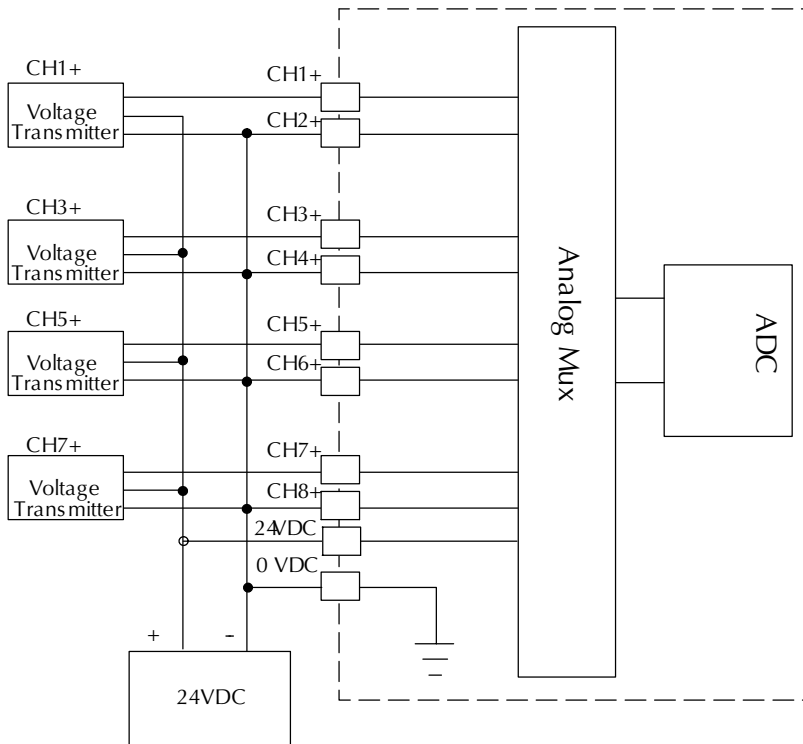 CH1+
Voltage
Transmitter
CH1+
CH2+
CH3+
Voltage
Transmitter
CH3+
CH4+
CH5+
Voltage
Transmitter
CH5+
CH6+
CH7+
Voltage
Transmitter
CH7+
CH8+
24VDC
0 VDC
+ -
24VDC
Analog Mux
ADC